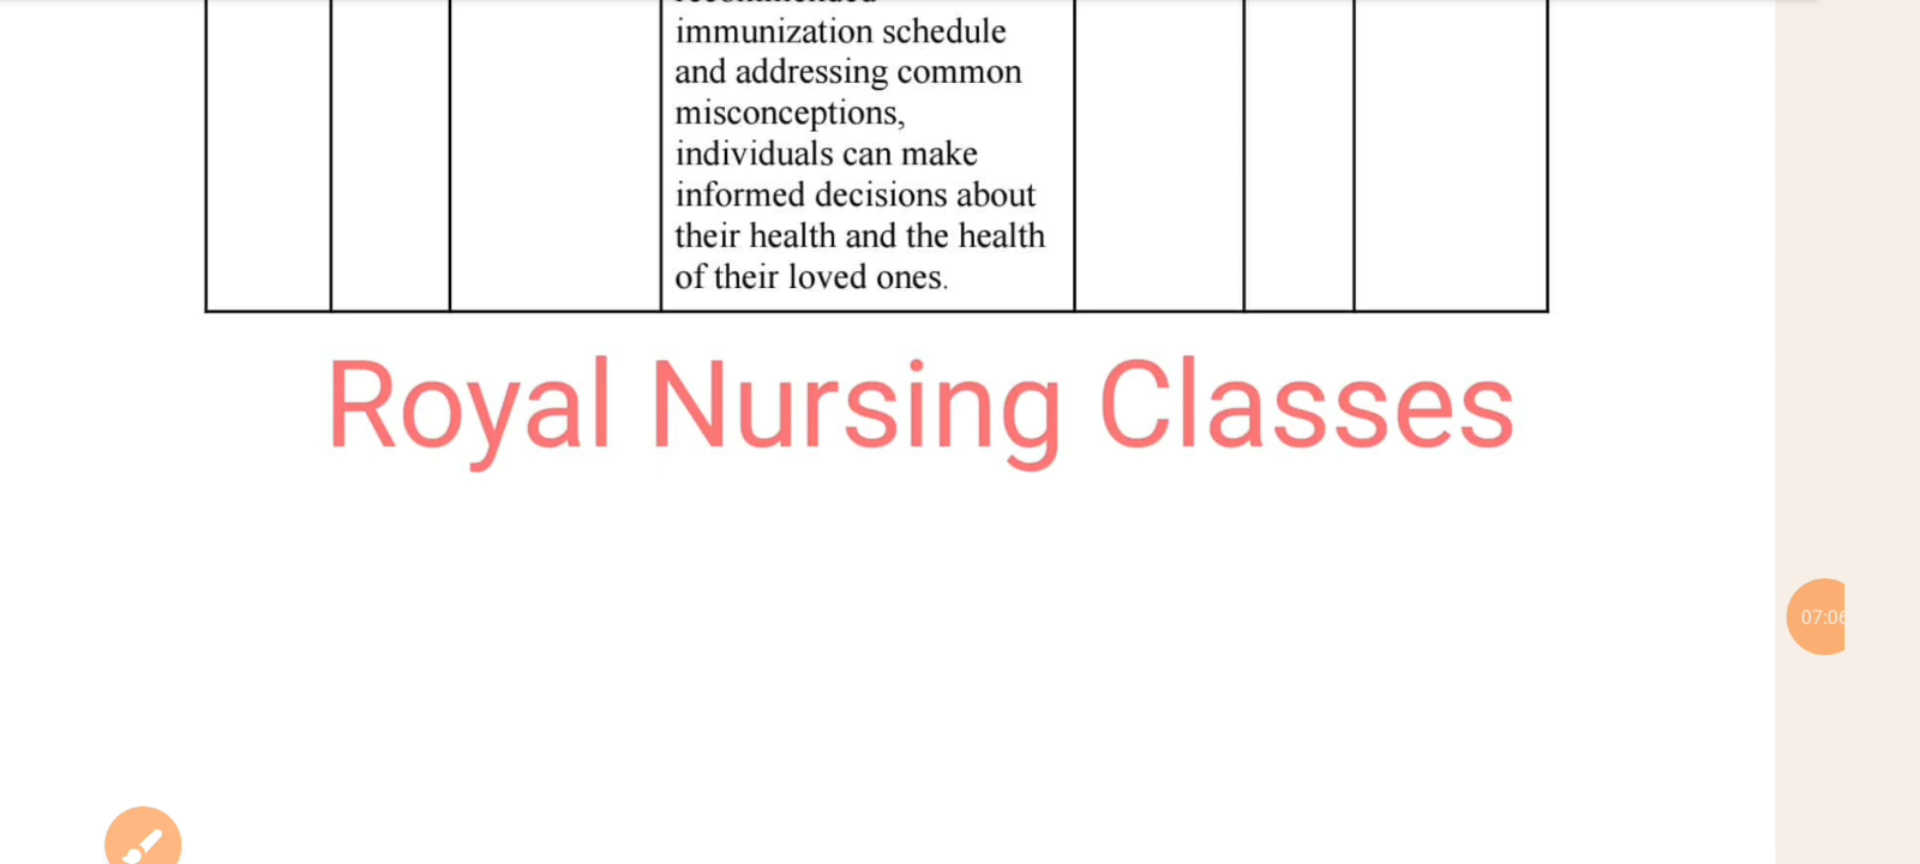 immunization schedule
and addressing common
misconceptions,
individuals can make
informed decisions about
their health and the health
of their loved ones.
Royal Nursing Classes